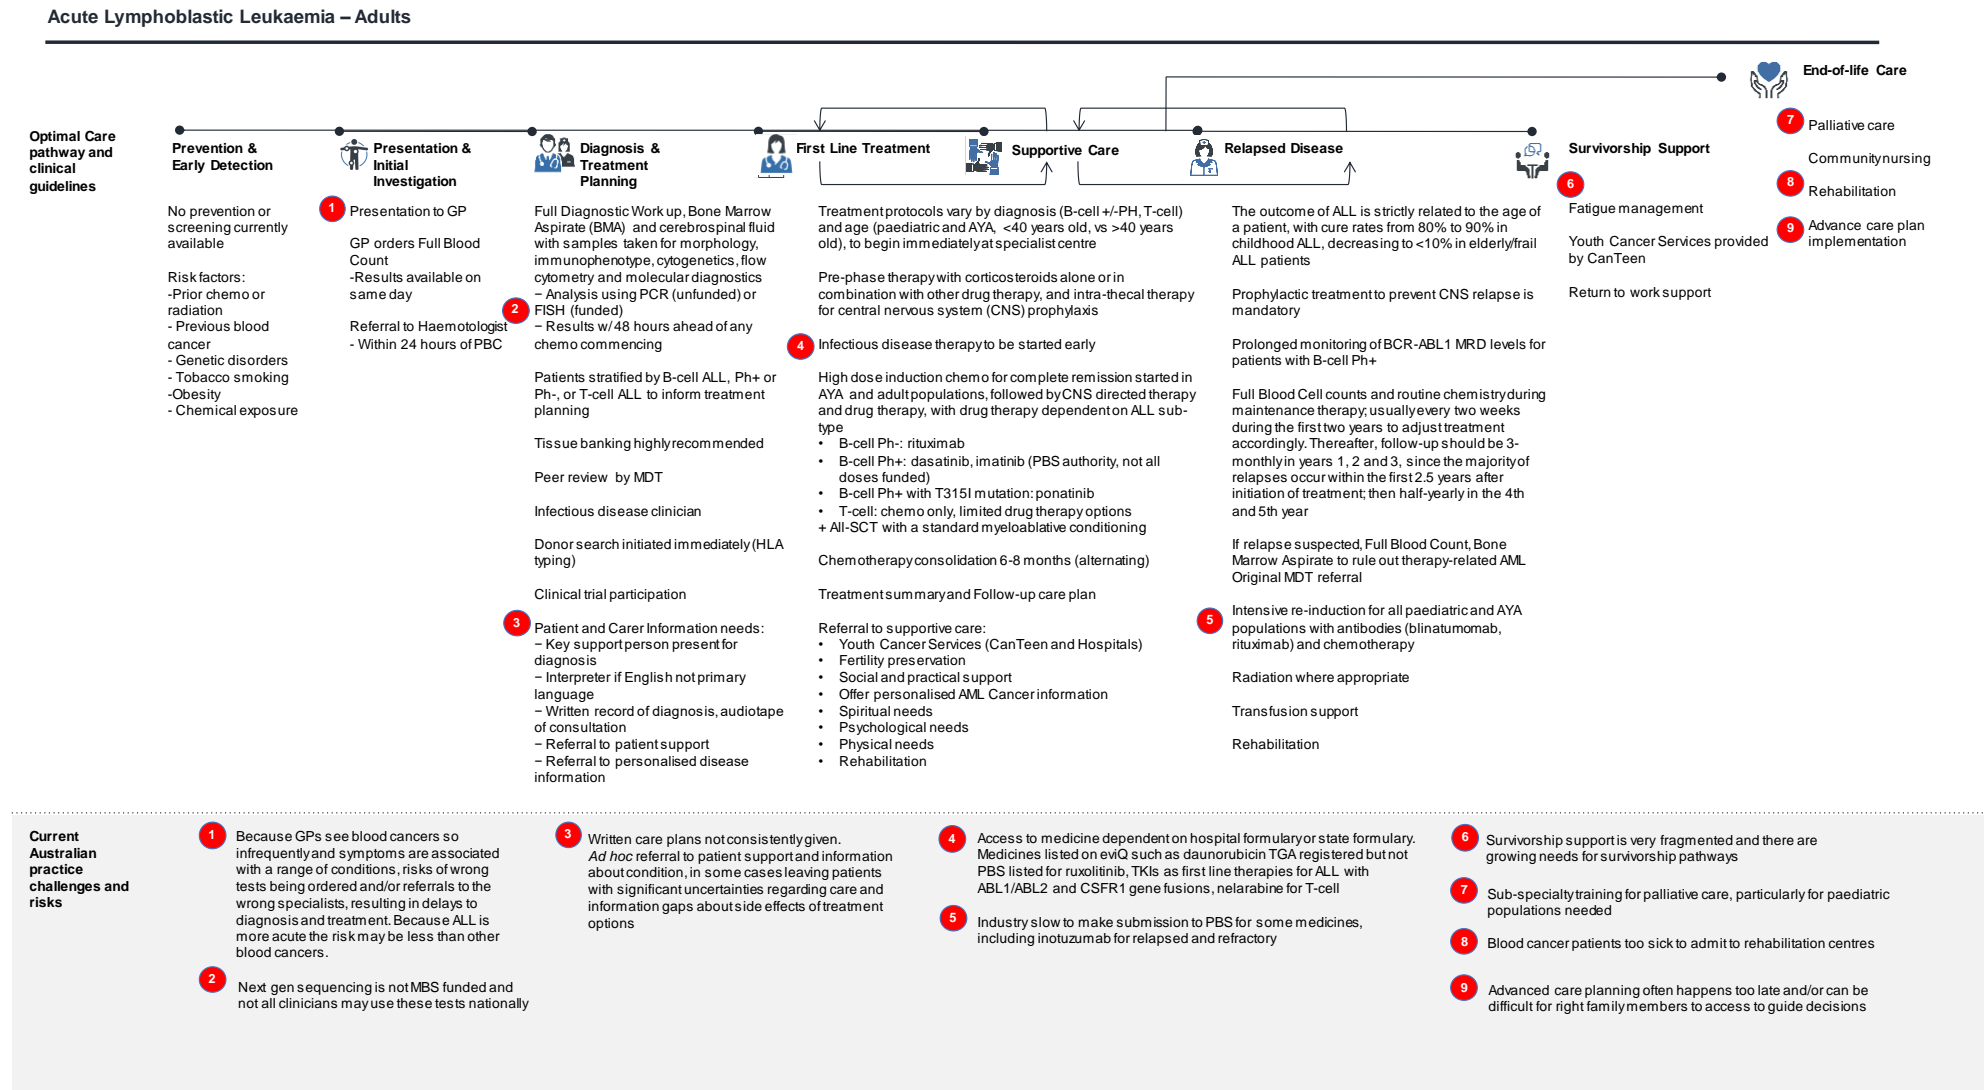 Acute Lymphoblastic Leukaemia – Adults
End-of-life Care
Optimal Care
pathway and
clinical
guidelines
Prevention &
Early Detection
No prevention or
screening currently
available
Risk factors:
-Prior chemo or
radiation
- Previous blood
cancer
- Genetic disorders
- Tobacco smoking
-Obesity
- Chemical exposure
Presentation &
Initial
Investigation
1
Presentation to GP
GP orders Full Blood
Count
-Results available on
same day
Referral to Haemotologist
- Within 24 hours of PBC
Diagnosis &
Treatment
Planning
Full Diagnostic Work up, Bone Marrow
Aspirate (BMA) and cerebrospinal fluid
with samples taken for morphology,
immunophenotype, cytogenetics, flow
cytometry and molecular diagnostics
− Analysis using PCR (unfunded) or
2
FISH (funded)
− Results w/ 48 hours ahead of any
chemo commencing
Patients stratified by B-cell ALL, Ph+ or
Ph-, or T-cell ALL to inform treatment
planning
Tissue banking highly recommended
Peer review by MDT
Infectious disease clinician
Donor search initiated immediately (HLA
typing)
Clinical trial participation
3
Patient and Carer Information needs:
− Key support person present for
diagnosis
− Interpreter if English not primary
language
− Written record of diagnosis, audiotape
of consultation
− Referral to patient support
− Referral to personalised disease
information
First Line Treatment
Supportive Care
Treatment protocols vary by diagnosis (B-cell +/-PH, T-cell)
and age (paediatric and AYA, <40 years old, vs >40 years
old), to begin immediately at specialist centre
Pre-phase therapy with corticosteroids alone or in
combination with other drug therapy, and intra-thecal therapy
for central nervous system (CNS) prophylaxis
4
Infectious disease therapy to be started early
High dose induction chemo for complete remission started in
AYA and adult populations, followed by CNS directed therapy
and drug therapy, with drug therapy dependent on ALL sub-
type
• B-cell Ph-: rituximab
• B-cell Ph+: dasatinib, imatinib (PBS authority, not all
doses funded)
• B-cell Ph+ with T315I mutation: ponatinib
• T-cell: chemo only, limited drug therapy options
+ All-SCT with a standard myeloablative conditioning
Chemotherapy consolidation 6-8 months (alternating)
Treatment summary and Follow-up care plan
Referral to supportive care:
• Youth Cancer Services (CanTeen and Hospitals)
• Fertility preservation
• Social and practical support
• Offer personalised AML Cancer information
• Spiritual needs
• Psychological needs
• Physical needs
• Rehabilitation
Relapsed Disease
The outcome of ALL is strictly related to the age of
a patient, with cure rates from 80% to 90% in
childhood ALL, decreasing to <10% in elderly/frail
ALL patients
Prophylactic treatment to prevent CNS relapse is
mandatory
Prolonged monitoring of BCR-ABL1 MRD levels for
patients with B-cell Ph+
Full Blood Cell counts and routine chemistry during
maintenance therapy; usually every two weeks
during the first two years to adjust treatment
accordingly. Thereafter, follow-up should be 3-
monthly in years 1, 2 and 3, since the majority of
relapses occur within the first 2.5 years after
initiation of treatment; then half-yearly in the 4th
and 5th year
If relapse suspected, Full Blood Count, Bone
Marrow Aspirate to rule out therapy-related AML
Original MDT referral
5
Intensive re-induction for all paediatric and AYA
populations with antibodies (blinatumomab,
rituximab) and chemotherapy
Radiation where appropriate
Transfusion support
Rehabilitation
Survivorship Support
6
Fatigue management
Youth Cancer Services provided
by CanTeen
Return to work support
7
Palliative care
Community nursing
8
Rehabilitation
9
Advance care plan
implementation
Current
Australian
practice
challenges and
risks
1
Because GPs see blood cancers so
infrequently and symptoms are associated
with a range of conditions, risks of wrong
tests being ordered and/or referrals to the
wrong specialists, resulting in delays to
diagnosis and treatment. Because ALL is
more acute the risk may be less than other
blood cancers.
2
Next gen sequencing is not MBS funded and
not all clinicians may use these tests nationally
3
Written care plans not consistently given.
Ad hoc referral to patient support and information
about condition, in some cases leaving patients
with significant uncertainties regarding care and
information gaps about side effects of treatment
options
4
Access to medicine dependent on hospital formulary or state formulary.
Medicines listed on eviQ such as daunorubicin TGA registered but not
PBS listed for ruxolitinib, TKIs as first line therapies for ALL with
ABL1/ABL2 and CSFR1 gene fusions, nelarabine for T-cell
5
Industry slow to make submission to PBS for some medicines,
including inotuzumab for relapsed and refractory
6
Survivorship support is very fragmented and there are
growing needs for survivorship pathways
7
Sub-specialty training for palliative care, particularly for paediatric
populations needed
8
Blood cancer patients too sick to admit to rehabilitation centres
9
Advanced care planning often happens too late and/or can be
difficult for right family members to access to guide decisions